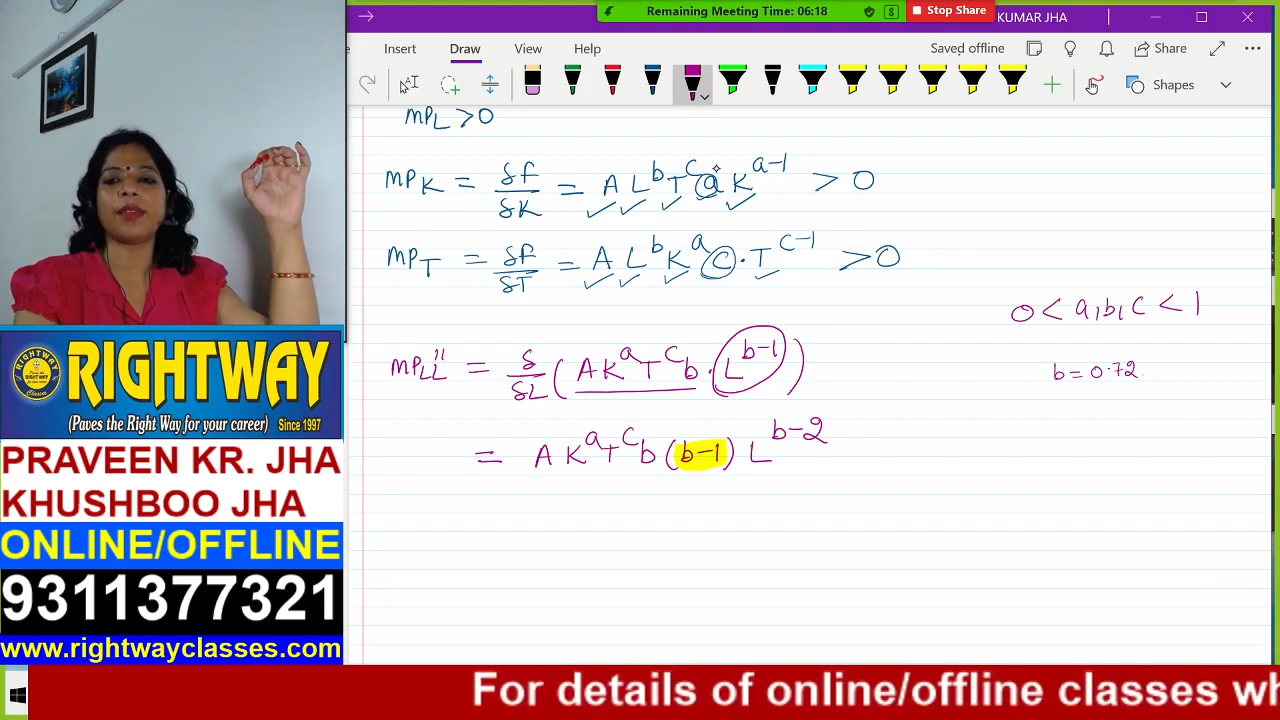 Remaining Meeting Time: 06:18
$
Stop Share
KUMAR JHA
Insert
Draw
View
Help
Saved offline
Share
Shapes
MPL >0
MPK = δf/δK = A L^b T^c a K^{a-1} > 0
MPT = δf/δT = A L^b K^a c · T^{c-1} > 0
0 < a, b, c < 1
MPLL'' = δ/δL ( A K^a T^c b · L^{b-1} )
b = 0.72
= A K^a T^c b (b-1) L^{b-2}
RIGHTWAY
(Paves the Right Way for your career) Since 1997
PRAVEEN KR. JHA
KHUSHBOO JHA
ONLINE/OFFLINE
9311377321
www.rightwayclasses.com
For details of online/offline classes wh